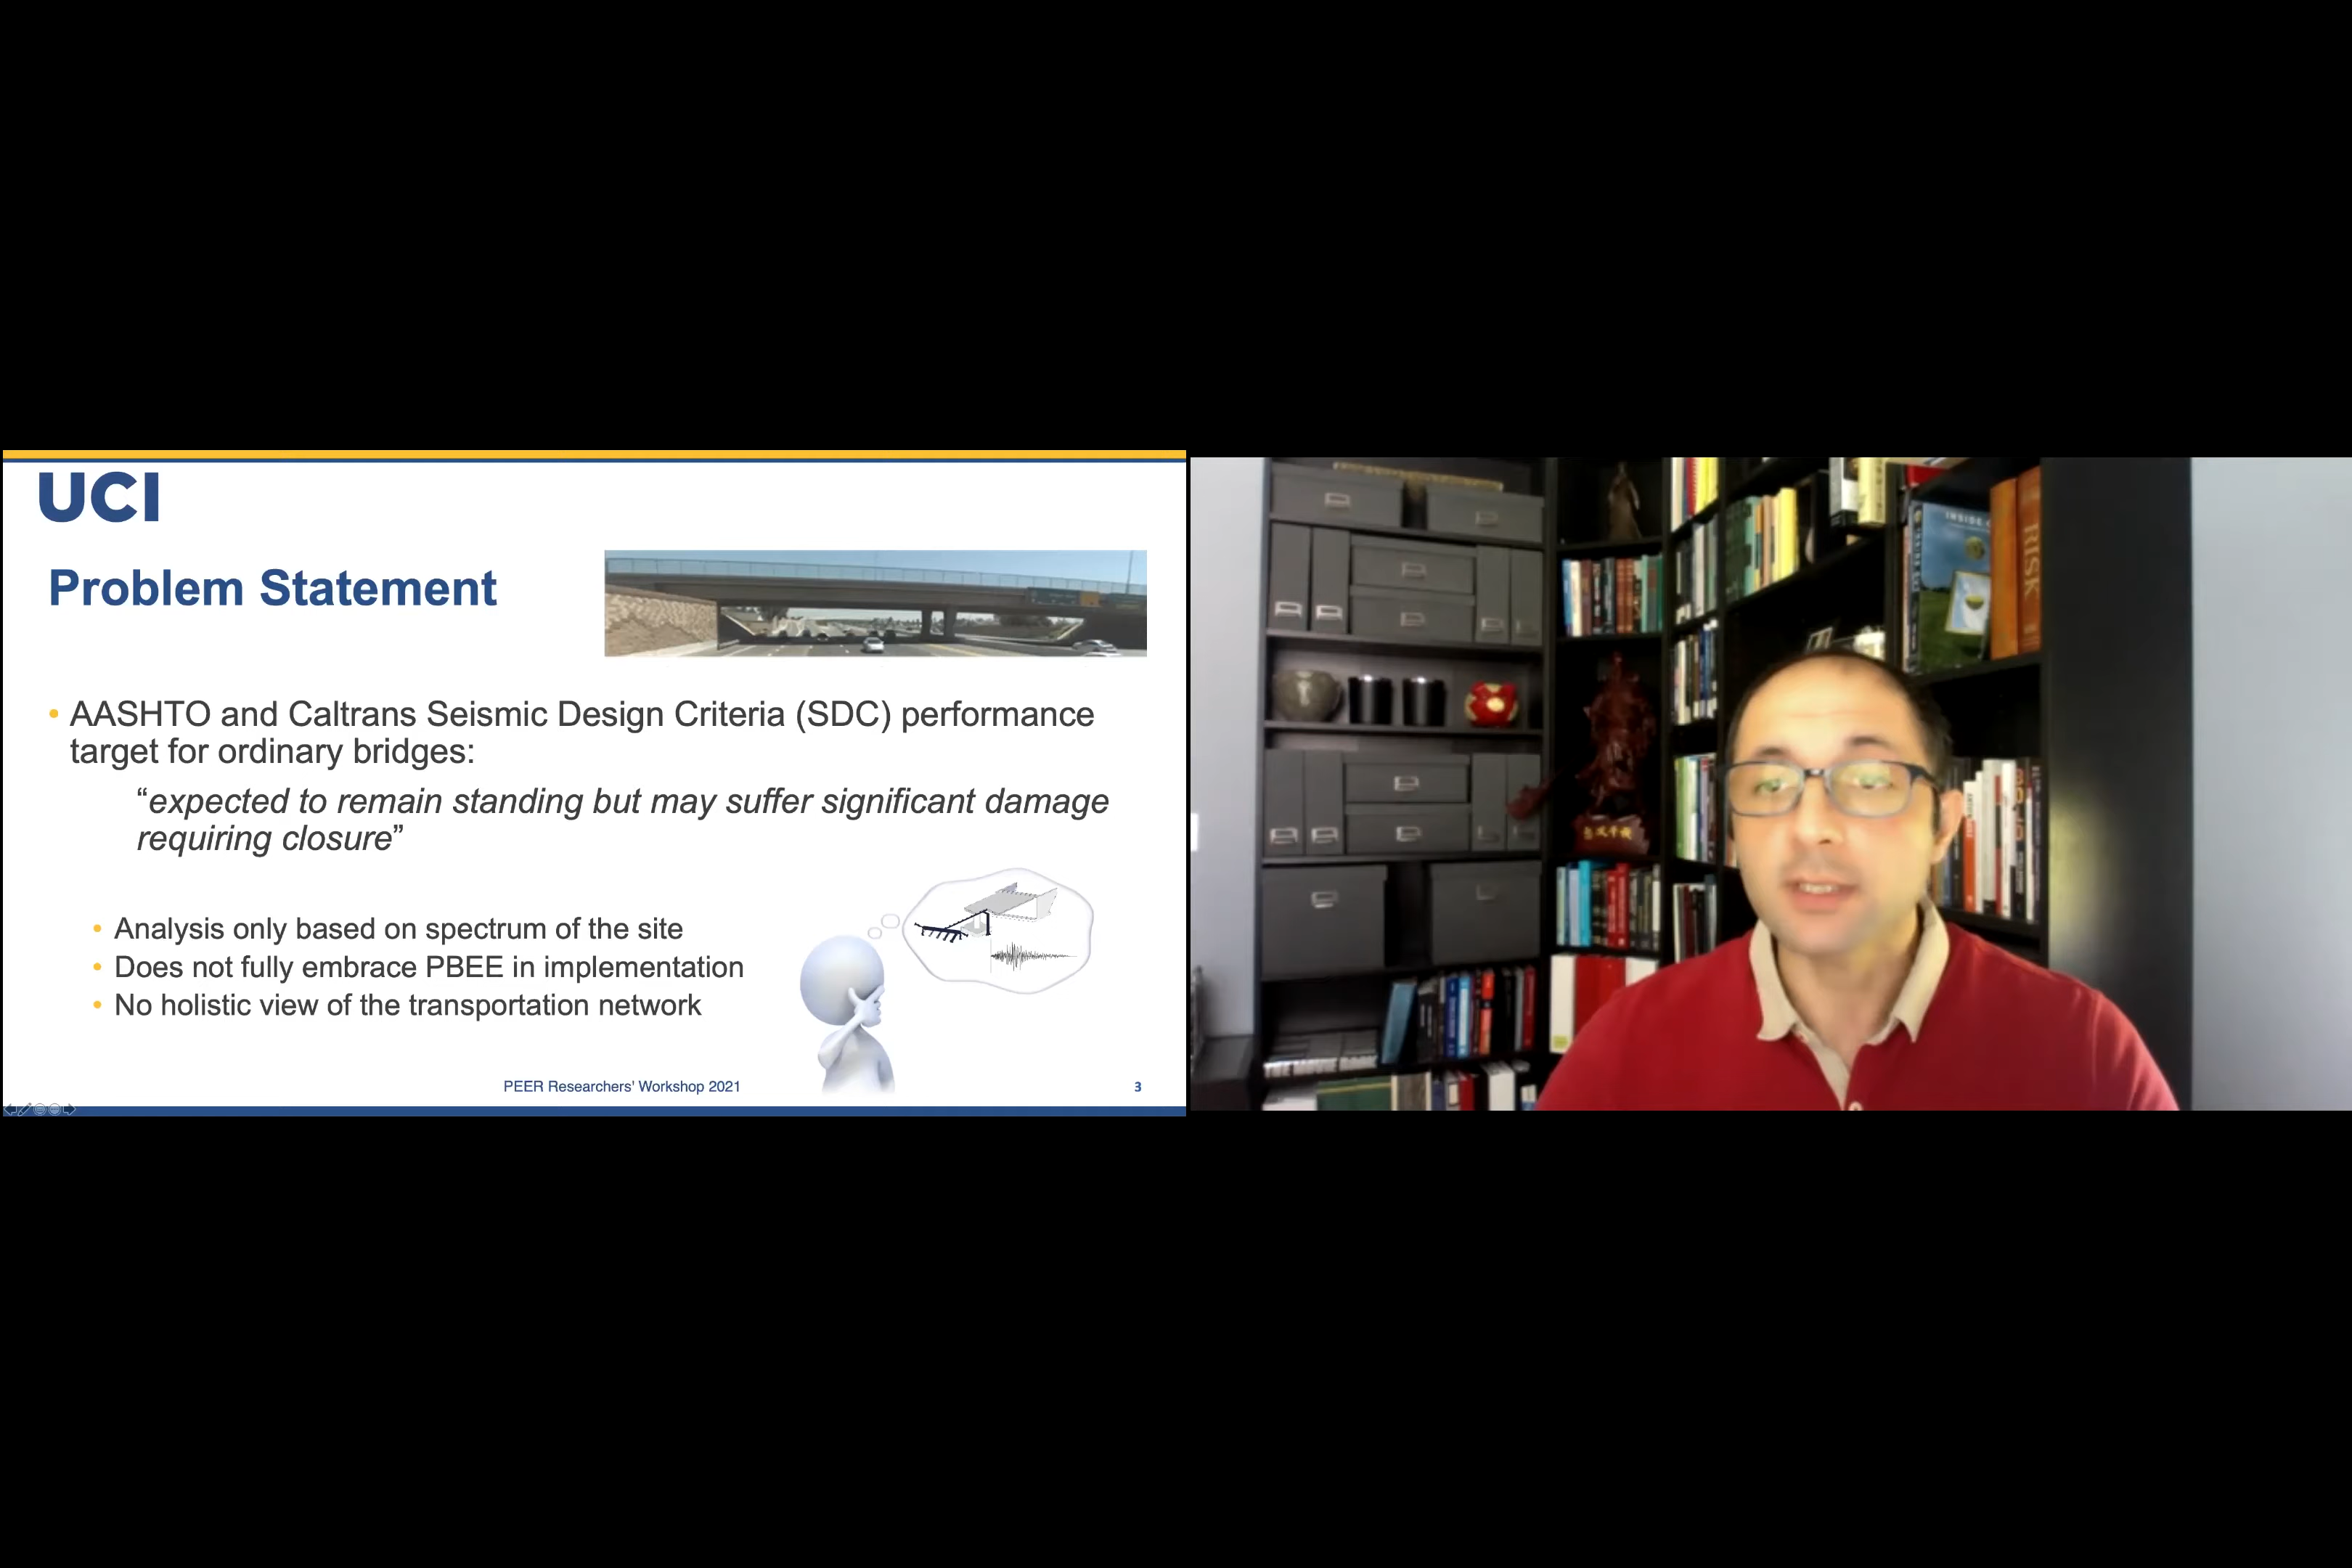 UCI
Problem Statement
• AASHTO and Caltrans Seismic Design Criteria (SDC) performance
target for ordinary bridges:
“expected to remain standing but may suffer significant damage
requiring closure”
• Analysis only based on spectrum of the site
• Does not fully embrace PBEE in implementation
• No holistic view of the transportation network
PEER Researchers' Workshop 2021
3
INSIDE
RISK